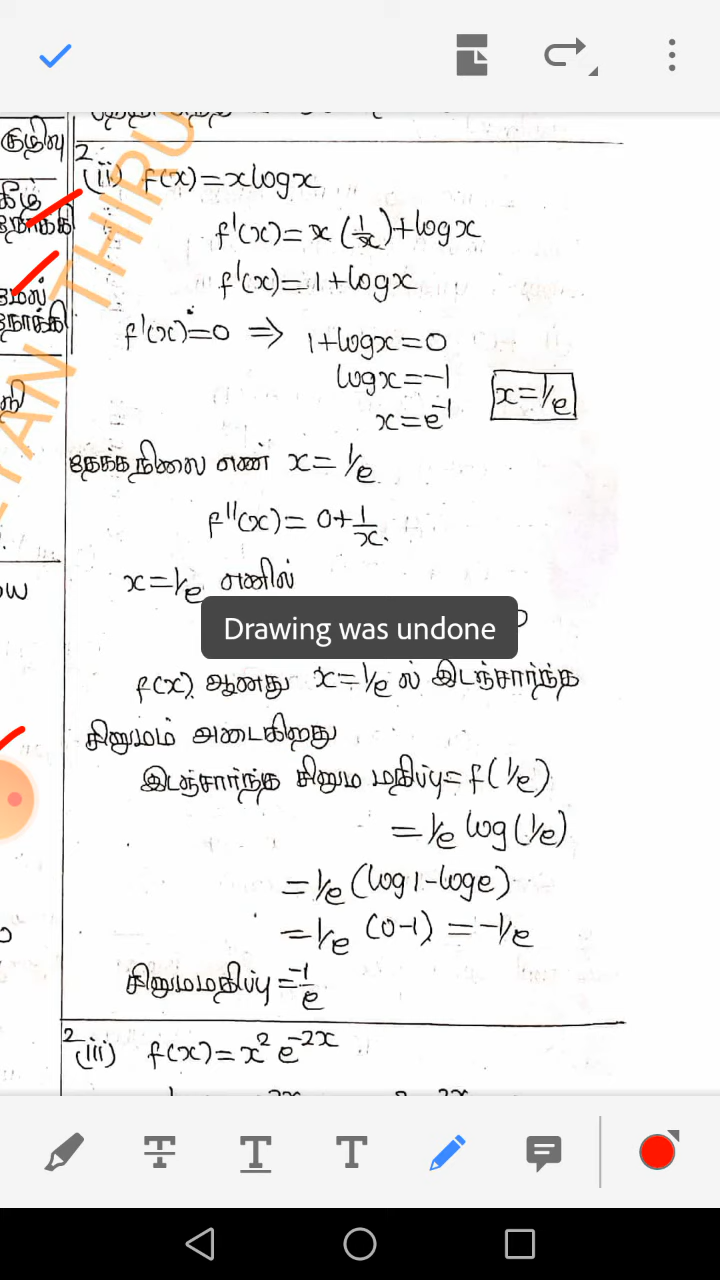 குழிவு
கீழ்
நோக்கி
மேல்
நோக்கி
THIRU
2
(ii) f(x)=xlogx
f'(x)=x(1/x)+logx
f'(x)=1+logx
f'(x)=0 ⇒ 1+logx=0
logx=-1
x=1/e
x=e⁻¹
தேக்கநிலை எண் x=1/e
f''(x)=0+1/x.
x=1/e எனில்
Drawing was undone
f(x) ஆனது x=1/e ல் இடஞ்சார்ந்த
சிறுமம் அடைகிறது
இடஞ்சார்ந்த சிறும மதிப்பு=f(1/e)
=1/e log(1/e)
=1/e (log1-loge)
=1/e (0-1)=-1/e
சிறுமமதிப்பு=-1/e
2
(iii) f(x)=x² e⁻²ˣ
T T T